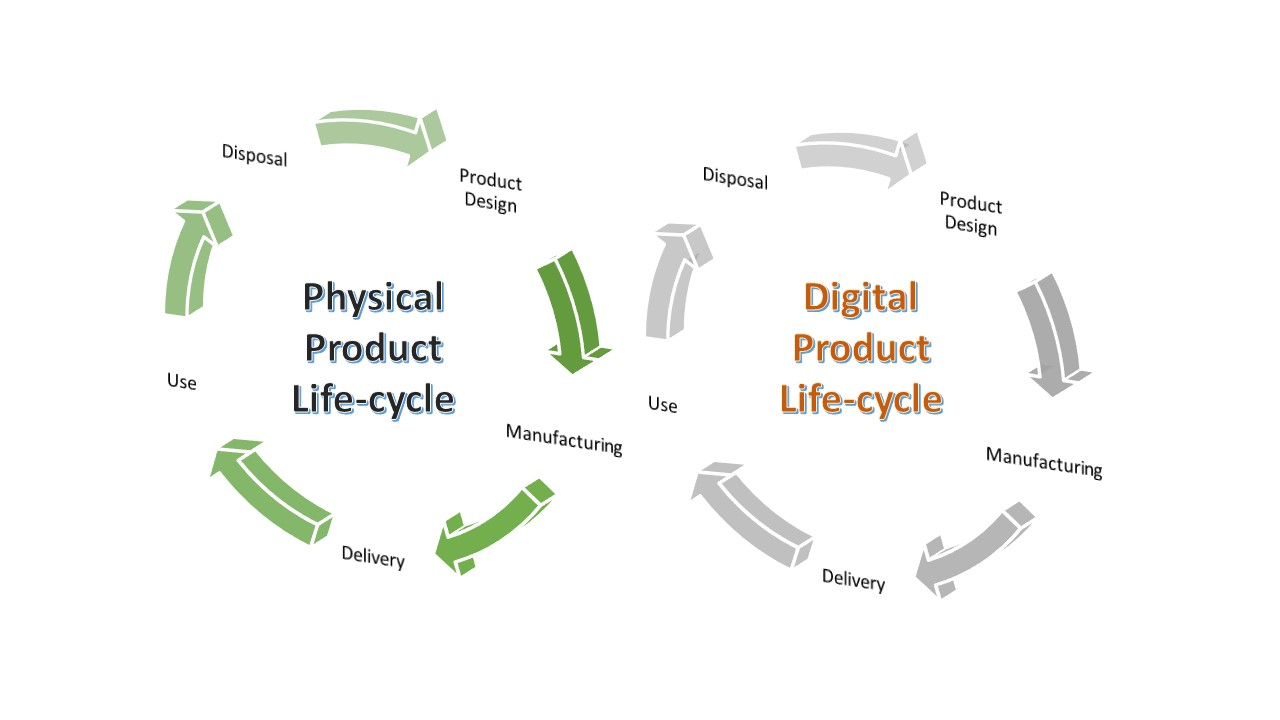 Disposal
Product
Design
Physical
Product
Life-cycle
Use
Manufacturing
Delivery
Disposal
Product
Design
Digital
Product
Life-cycle
Use
Manufacturing
Delivery